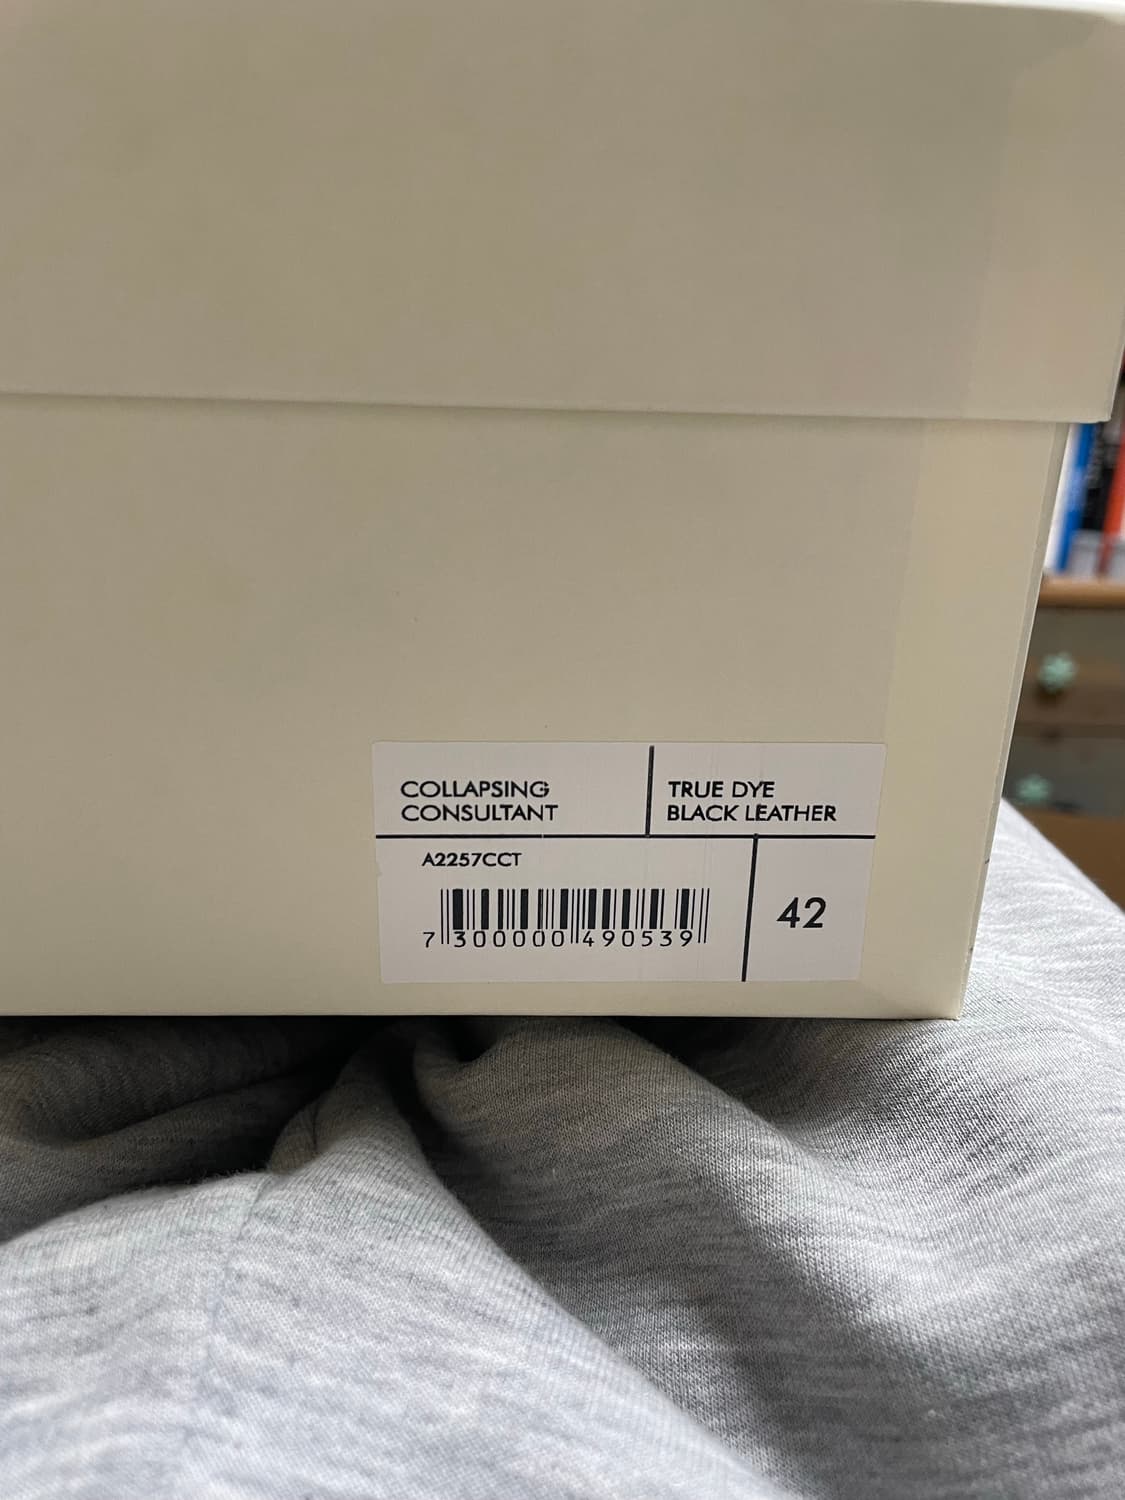 COLLAPSING
CONSULTANT
TRUE DYE
BLACK LEATHER
A2257CCT
7 300000 490539
42